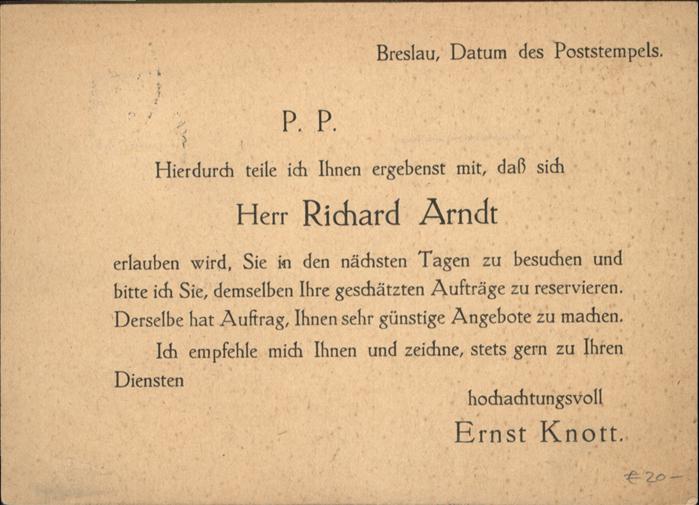 Breslau, Datum des Poststempels.
P. P.
Hierdurch teile ich Ihnen ergebenst mit, daß sich
Herr Richard Arndt
erlauben wird, Sie in den nächsten Tagen zu besuchen und
bitte ich Sie, demselben Ihre geschätzten Aufträge zu reservieren.
Derselbe hat Auftrag, Ihnen sehr günstige Angebote zu machen.
Ich empfehle mich Ihnen und zeichne, stets gern zu Ihren
Diensten
hochachtungsvoll
Ernst Knott.
€ 20 –